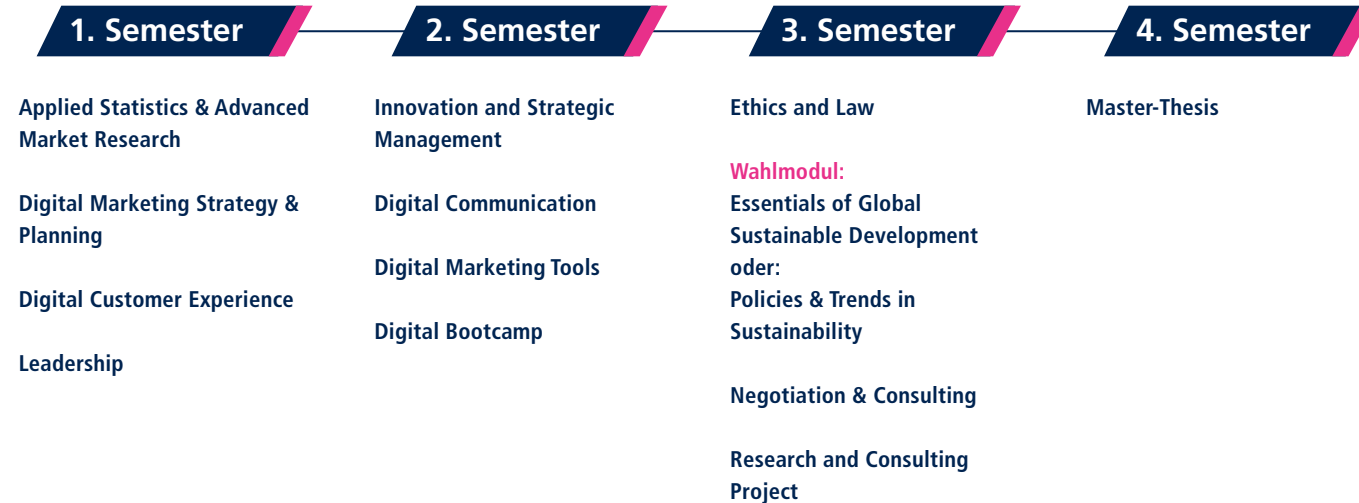 1. Semester
2. Semester
3. Semester
4. Semester
Applied Statistics & Advanced
Market Research
Digital Marketing Strategy &
Planning
Digital Customer Experience
Leadership
Innovation and Strategic
Management
Digital Communication
Digital Marketing Tools
Digital Bootcamp
Ethics and Law
Wahlmodul:
Essentials of Global
Sustainable Development
oder:
Policies & Trends in
Sustainability
Negotiation & Consulting
Research and Consulting
Project
Master-Thesis